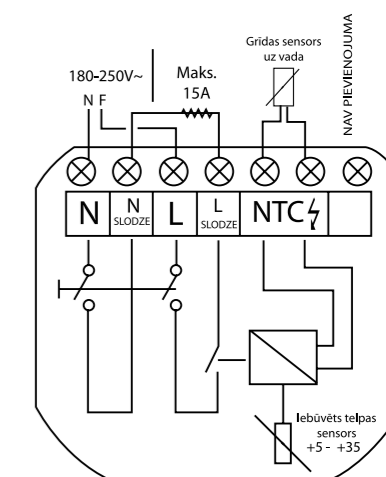 Grīdas sensors
uz vada
NAV PIEVIENOJUMA
180-250V~
Maks.
15A
N F
N
N
SLODZE
L
L
SLODZE
NTC
Iebūvēts telpas
sensors
+5 - +35